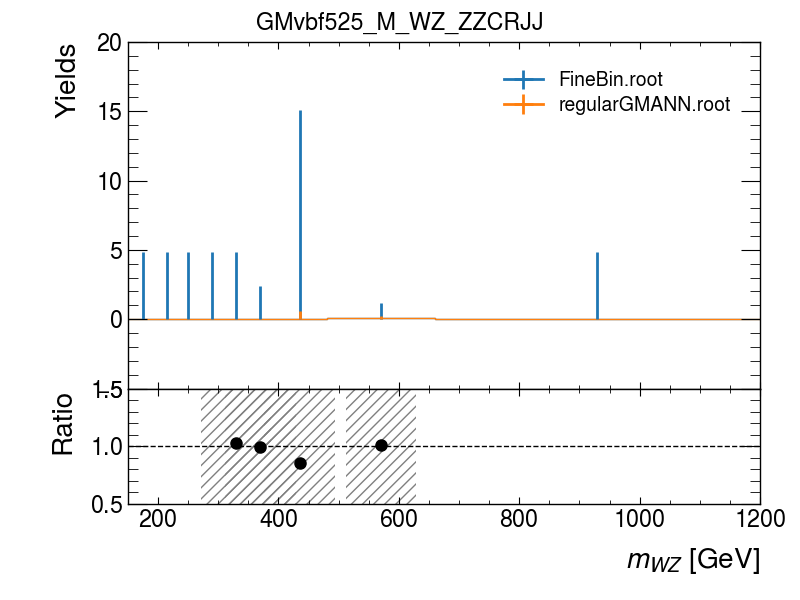 GMvbf525_M_WZ_ZZCRJJ
20
Yields
15
10
5
0
FineBin.root
regularGMANN.root
1.5
Ratio
1.0
0.5
200 400 600 800 1000 1200
m_{WZ} [GeV]